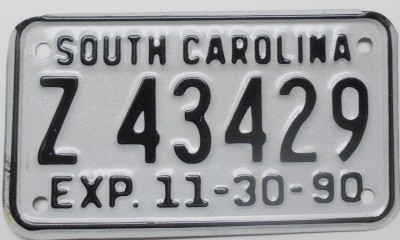 SOUTH CAROLINA
Z 43429
EXP. 11-30-90